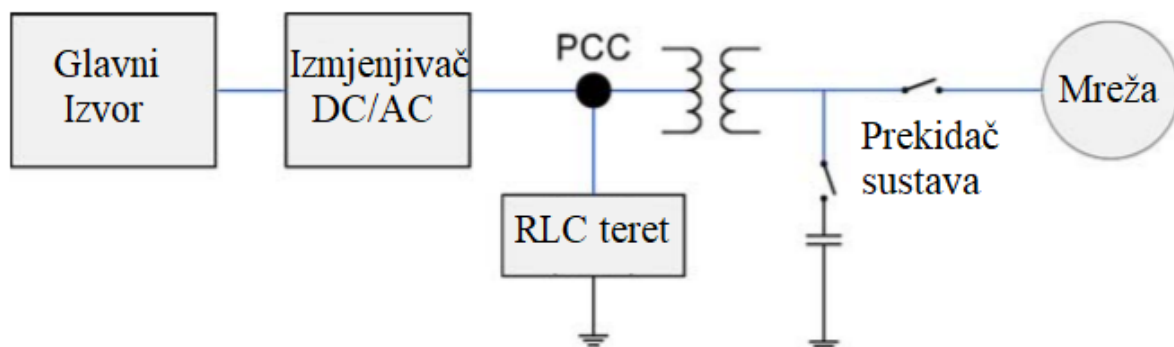 Glavni
Izvor
Izmjenjivač
DC/AC
PCC
RLC teret
Prekidač
sustava
Mreža